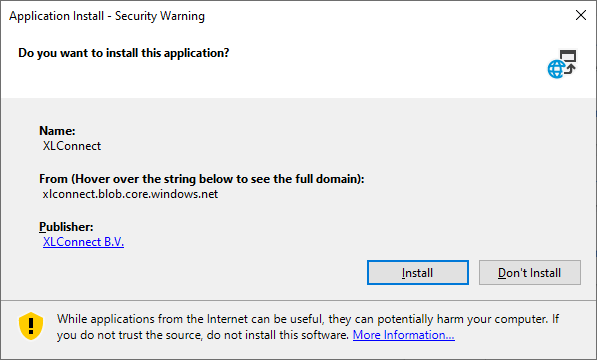 Application Install - Security Warning
Do you want to install this application?
Name:
XLConnect
From (Hover over the string below to see the full domain):
xlconnect.blob.core.windows.net
Publisher:
XLConnect B.V.
Install
Don't Install
While applications from the Internet can be useful, they can potentially harm your computer. If
you do not trust the source, do not install this software. More Information...